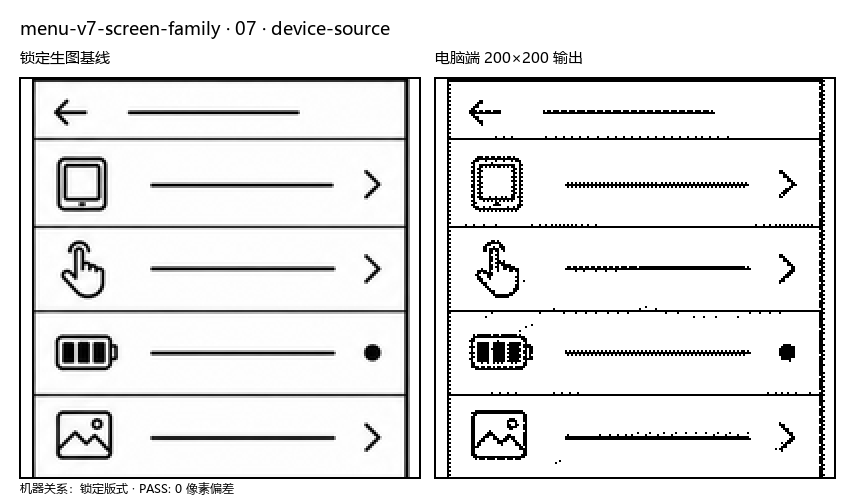 menu-v7-screen-family · 07 · device-source
锁定生图基线
电脑端 200×200 输出
机器关系：锁定版式 · PASS: 0 像素偏差